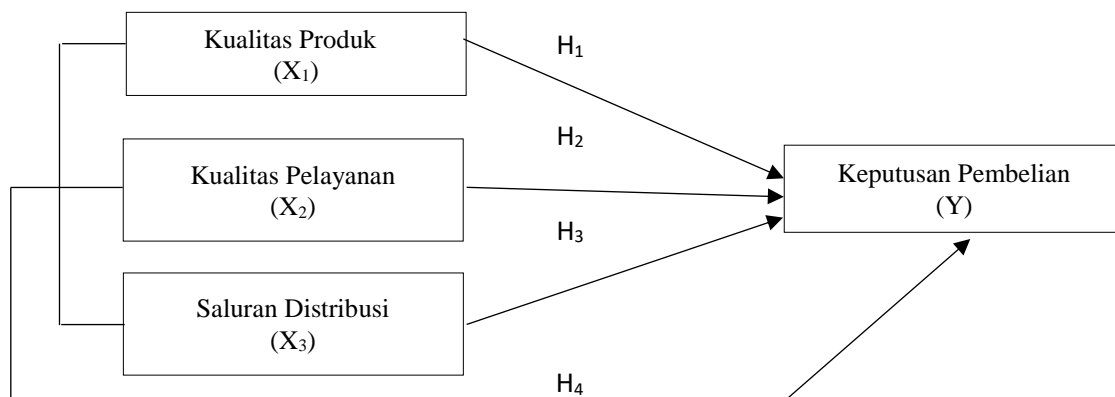 Kualitas Produk
(X₁)
H₁
H₂
Kualitas Pelayanan
(X₂)
Keputusan Pembelian
(Y)
H₃
Saluran Distribusi
(X₃)
H₄